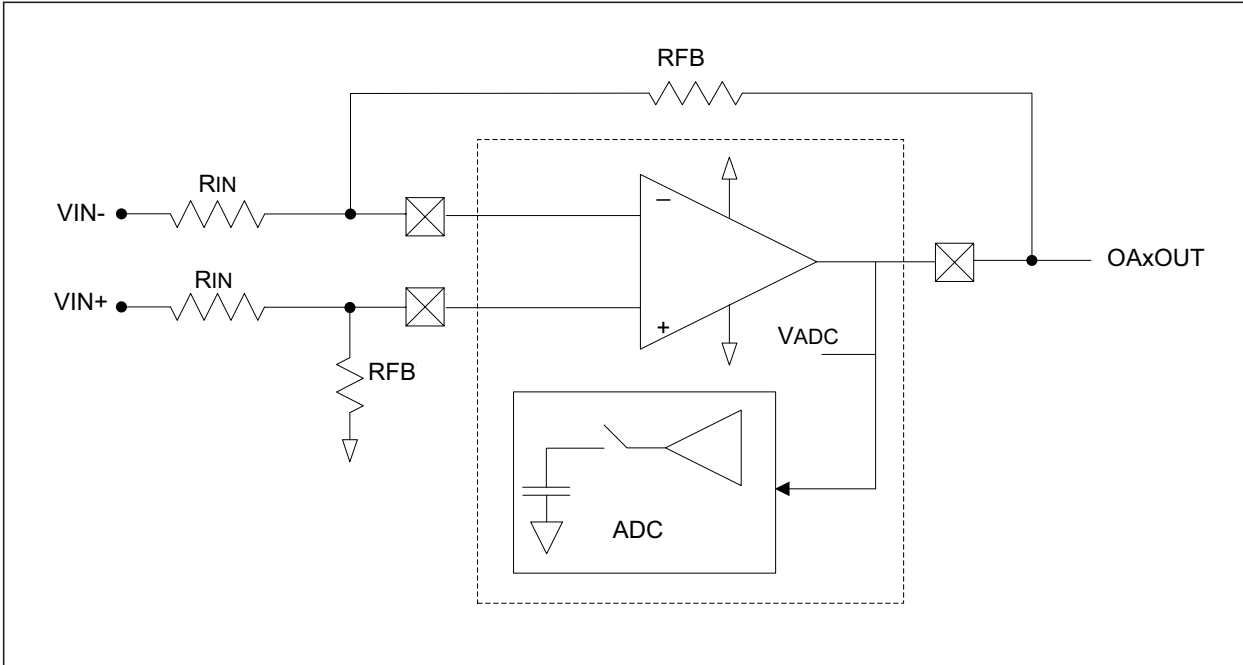 RFB
RIN
VIN-
–
OAxOUT
RIN
VIN+
+
VADC
RFB
ADC